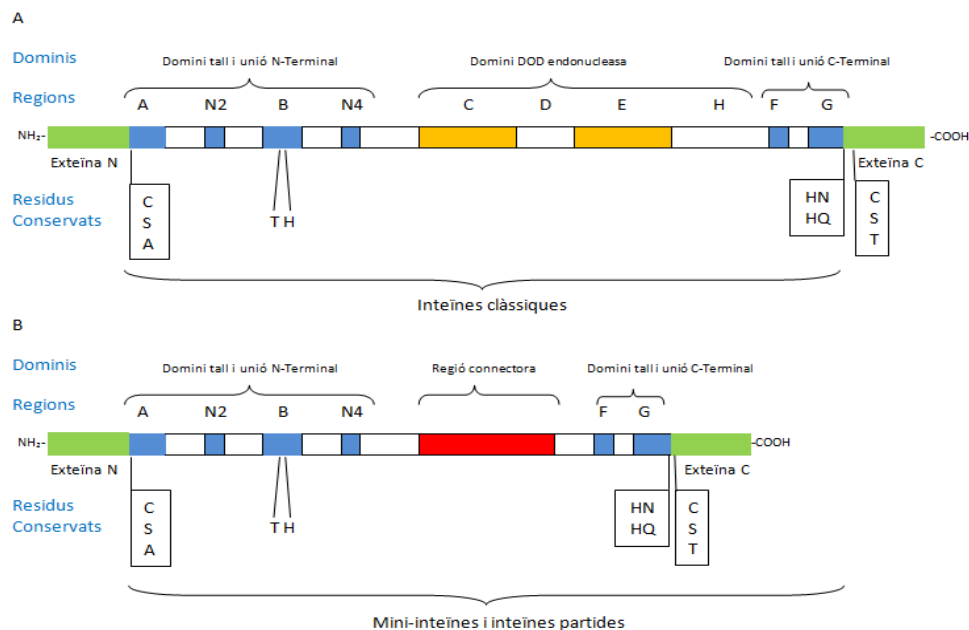 A
Dominis
Domini tall i unió N-Terminal
Domini DOD endonucleasa
Domini tall i unió C-Terminal
Regions
A N2 B N4 C D E H F G
NH₂-
-COOH
Exteïna N
Exteïna C
Residus
Conservats
C
S
A
T H
HN
HQ
C
S
T
Inteïnes clàssiques
B
Dominis
Domini tall i unió N-Terminal
Regió connectora
Domini tall i unió C-Terminal
Regions
A N2 B N4 F G
NH₂-
-COOH
Exteïna N
Exteïna C
Residus
Conservats
C
S
A
T H
HN
HQ
C
S
T
Mini-inteïnes i inteïnes partides